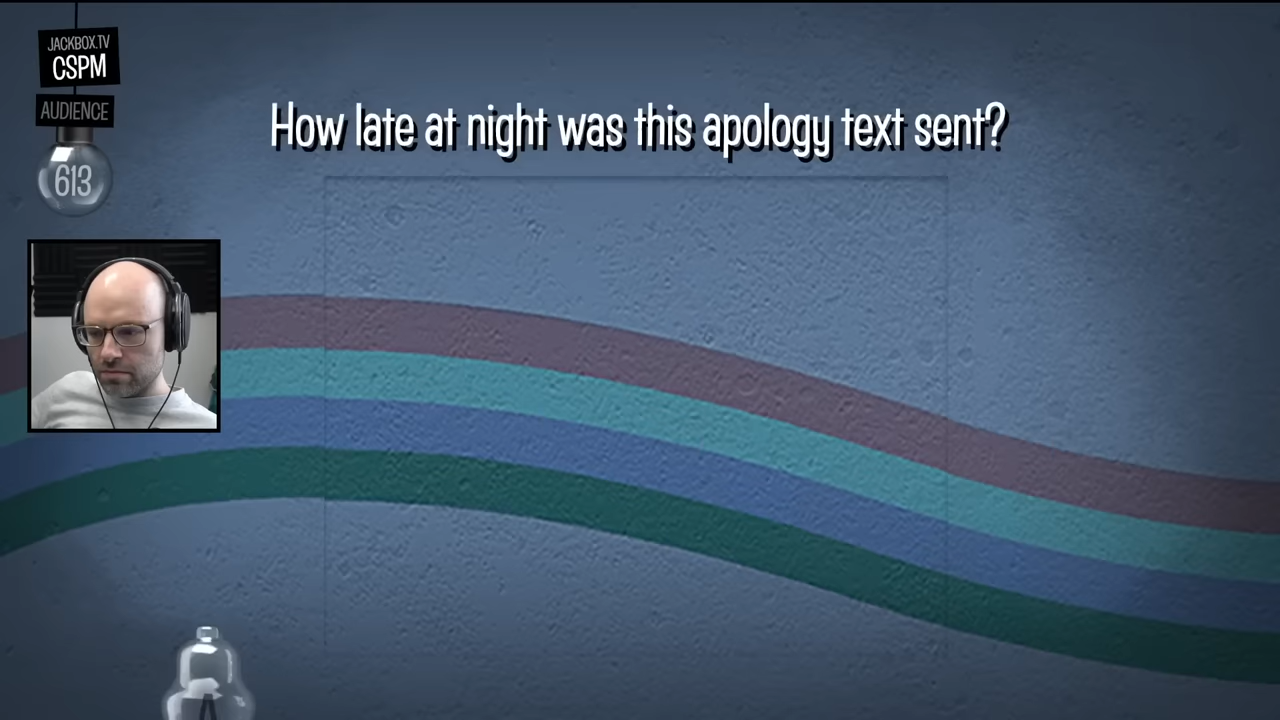 JACKBOX.TV
CSPM
AUDIENCE
613
How late at night was this apology text sent?